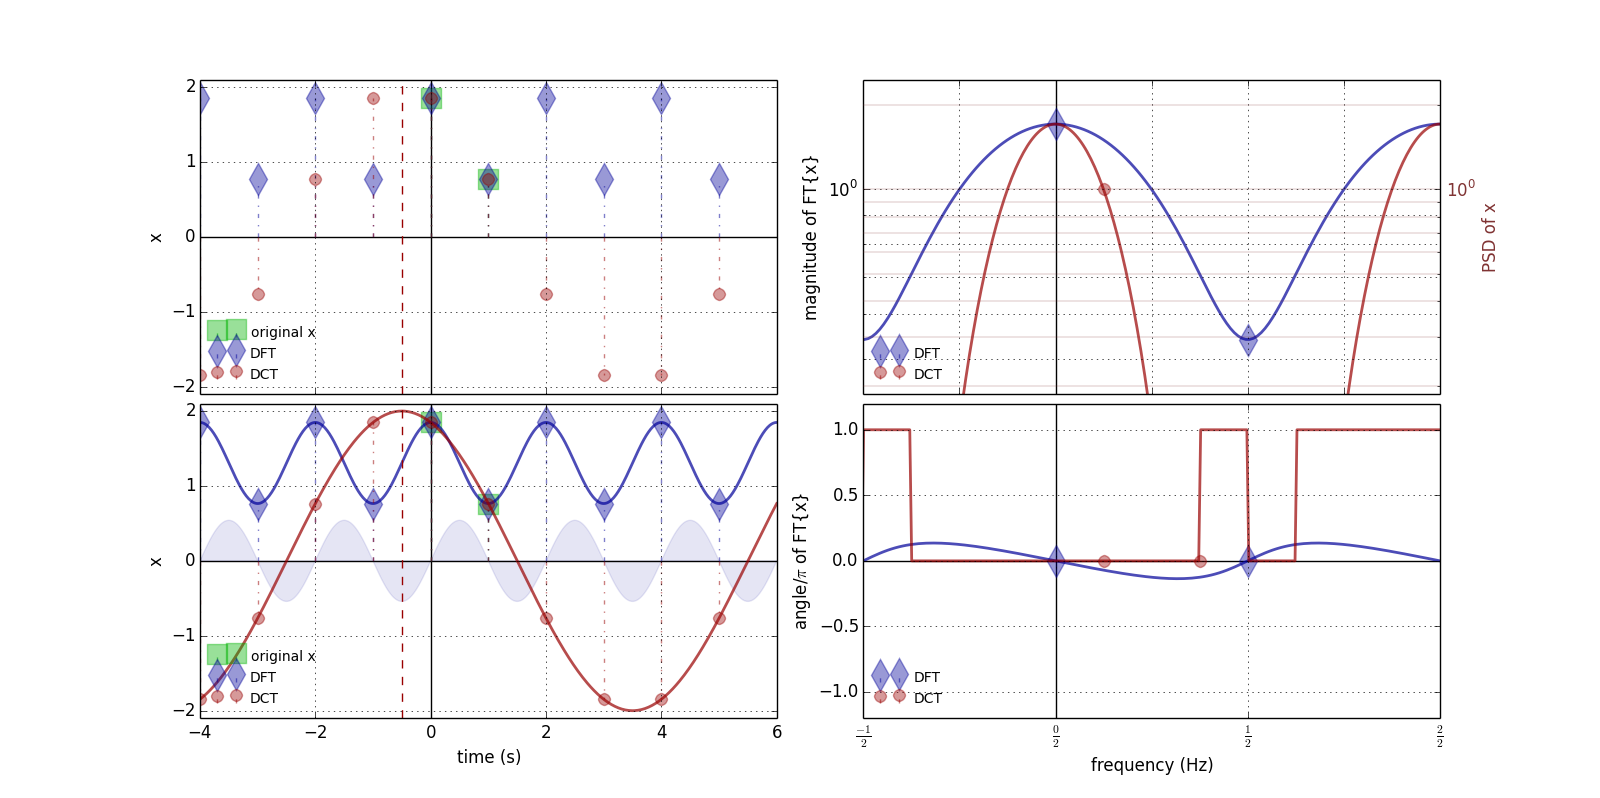 2
1
0
−1
−2
x
original x
DFT
DCT
2
1
0
−1
−2
x
original x
DFT
DCT
−4 −2 0 2 4 6
time (s)
10^0
magnitude of FT{x}
10^0
PSD of x
DFT
DCT
1.0
0.5
0.0
−0.5
−1.0
angle/π of FT{x}
DFT
DCT
−1/2 0/2 1/2 2/2
frequency (Hz)